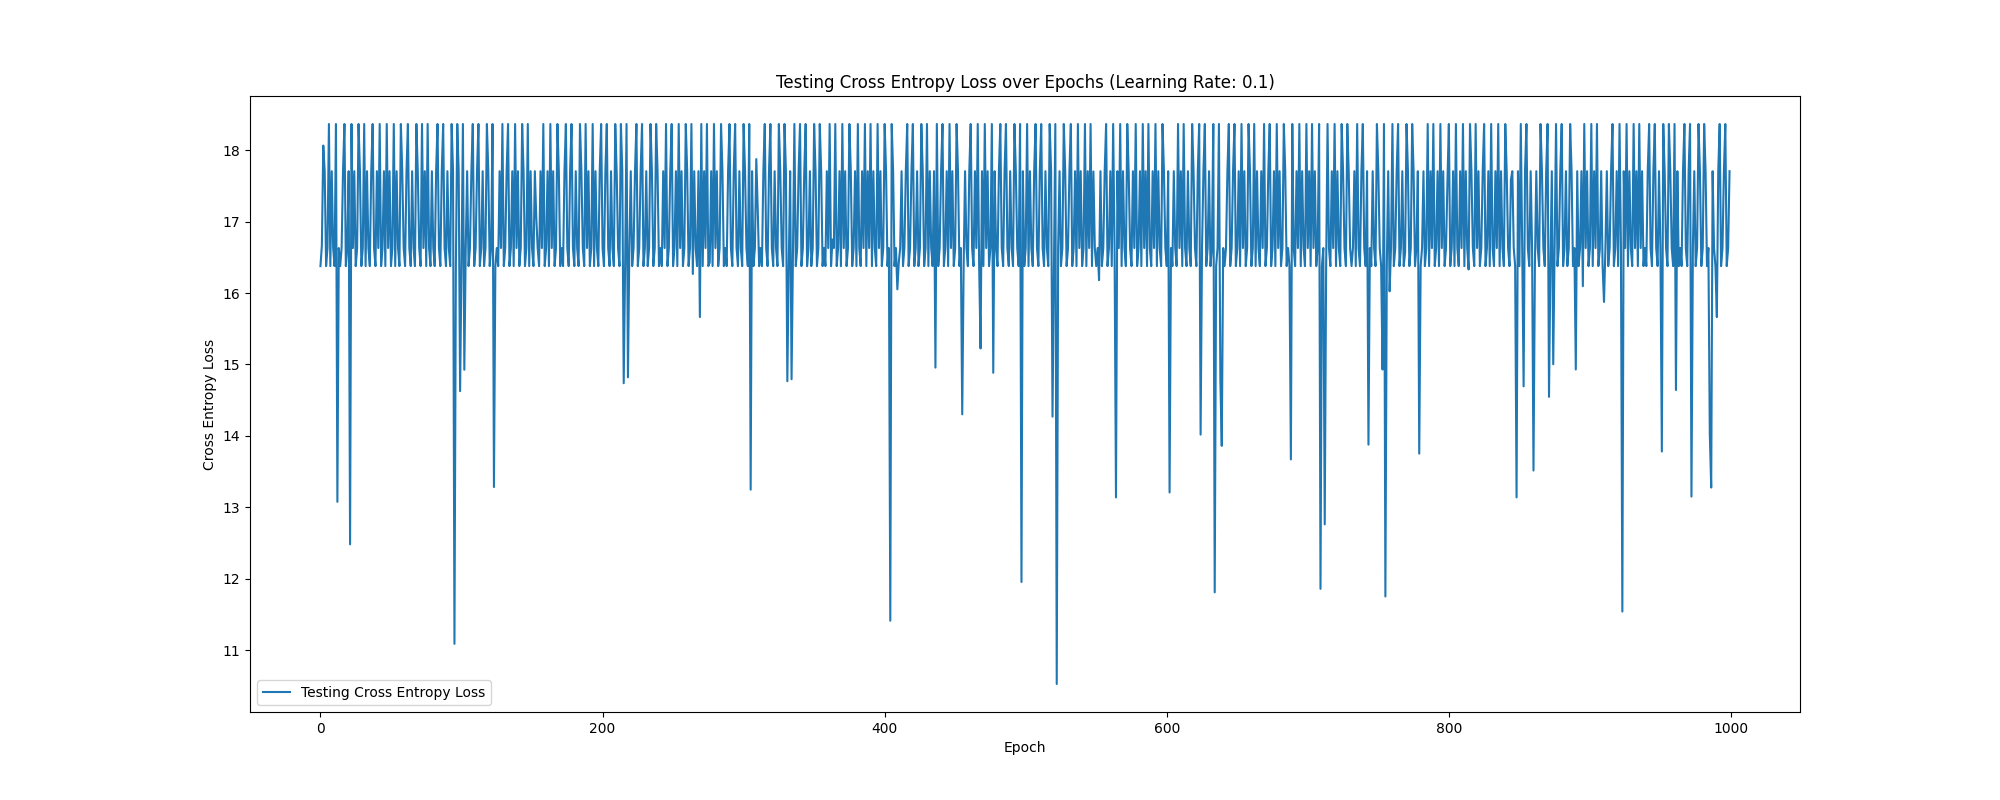 Testing Cross Entropy Loss over Epochs (Learning Rate: 0.1)
18
17
16
15
14
13
12
11
Cross Entropy Loss
Testing Cross Entropy Loss
0 200 400 600 800 1000
Epoch